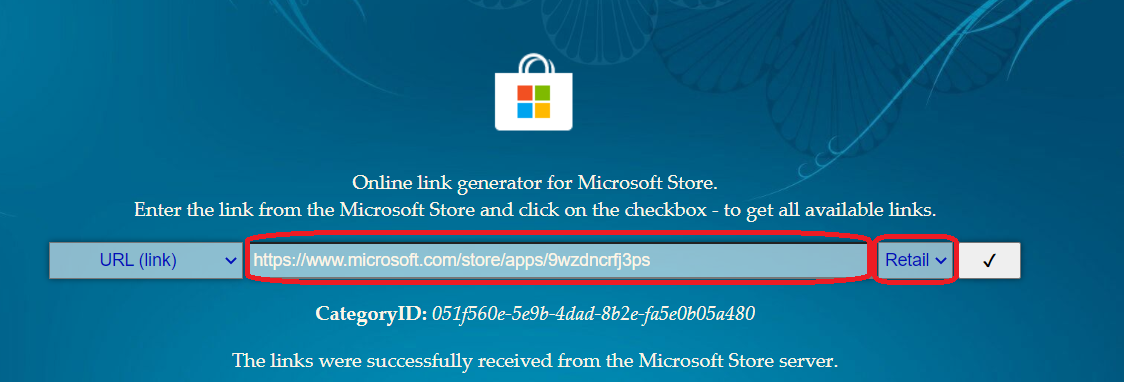 Online link generator for Microsoft Store.
Enter the link from the Microsoft Store and click on the checkbox - to get all available links.
URL (link) https://www.microsoft.com/store/apps/9wzdncrfj3ps Retail ✓
CategoryID: 051f560e-5e9b-4dad-8b2e-fa5e0b05a480
The links were successfully received from the Microsoft Store server.